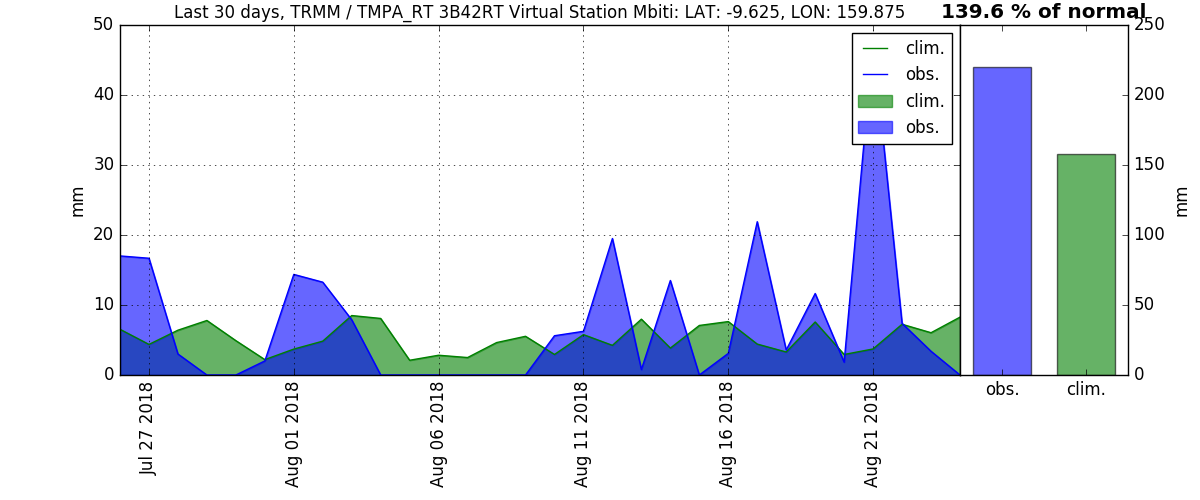 Last 30 days, TRMM / TMPA_RT 3B42RT Virtual Station Mbiti: LAT: -9.625, LON: 159.875
139.6 % of normal
50
40
30
20
10
0
mm
clim.
obs.
clim.
obs.
250
200
150
100
50
0
mm
Jul 27 2018
Aug 01 2018
Aug 06 2018
Aug 11 2018
Aug 16 2018
Aug 21 2018
obs.
clim.